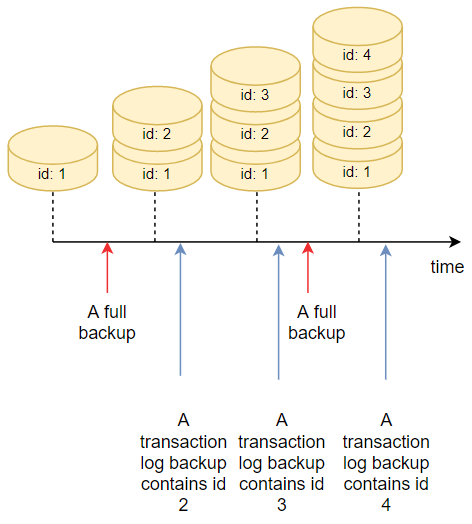 id: 1
id: 2
id: 1
id: 3
id: 2
id: 1
id: 4
id: 3
id: 2
id: 1
time
A full
backup
A full
backup
A
transaction
log backup
contains id
2
A
transaction
log backup
contains id
3
A
transaction
log backup
contains id
4